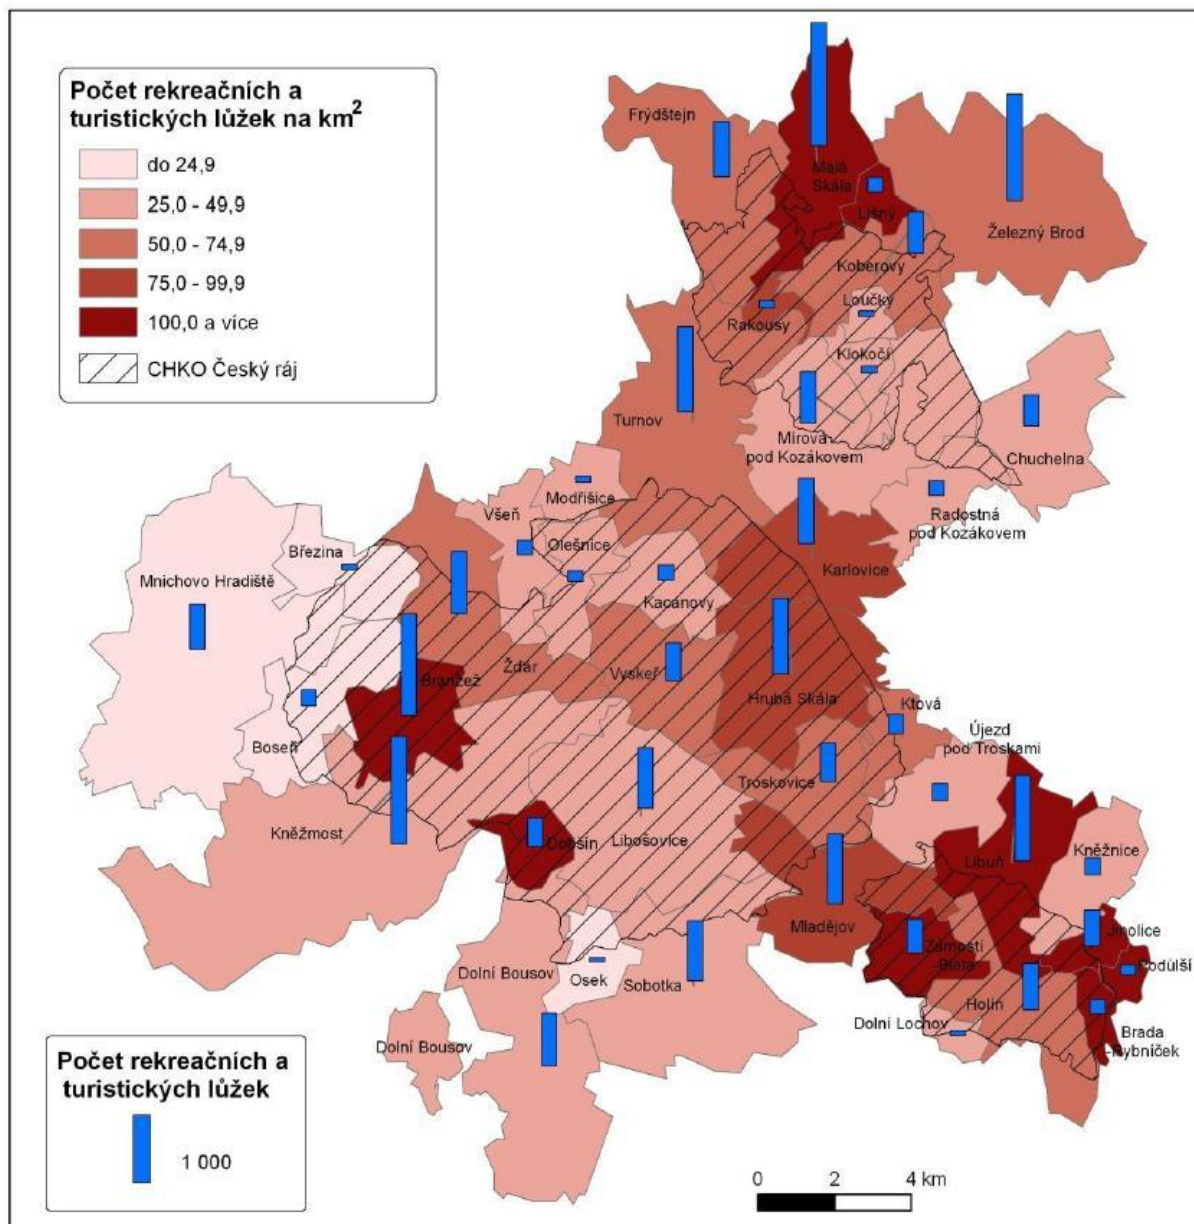 Počet rekreačních a
turistických lůžek na km²
do 24,9
25,0 - 49,9
50,0 - 74,9
75,0 - 99,9
100,0 a více
CHKO Český ráj
Frýdštejn
Malá
Skála
Líšný
Železný Brod
Koberovy
Loučky
Rakousy
Klokočí
Turnov
Mírová
pod Kozákovem
Chuchelna
Radostná
pod Kozákovem
Modřišice
Všeň
Olešnice
Březina
Mnichovo Hradiště
Karlovice
Kacanovy
Žďár
Branžež
Vyskeř
Hrubá Skála
Ktová
Boseň
Újezd
pod Troskami
Troskovice
Kněžmost
Dobšín
Libošovice
Libuň
Kněžnice
Mladějov
Jinolice
Zámostí
-Blata
Podůlší
Dolní Bousov
Osek
Sobotka
Holín
Dolní Lochov
Brada
-Rybníček
Dolní Bousov
Počet rekreačních a
turistických lůžek
1 000
0 2 4 km